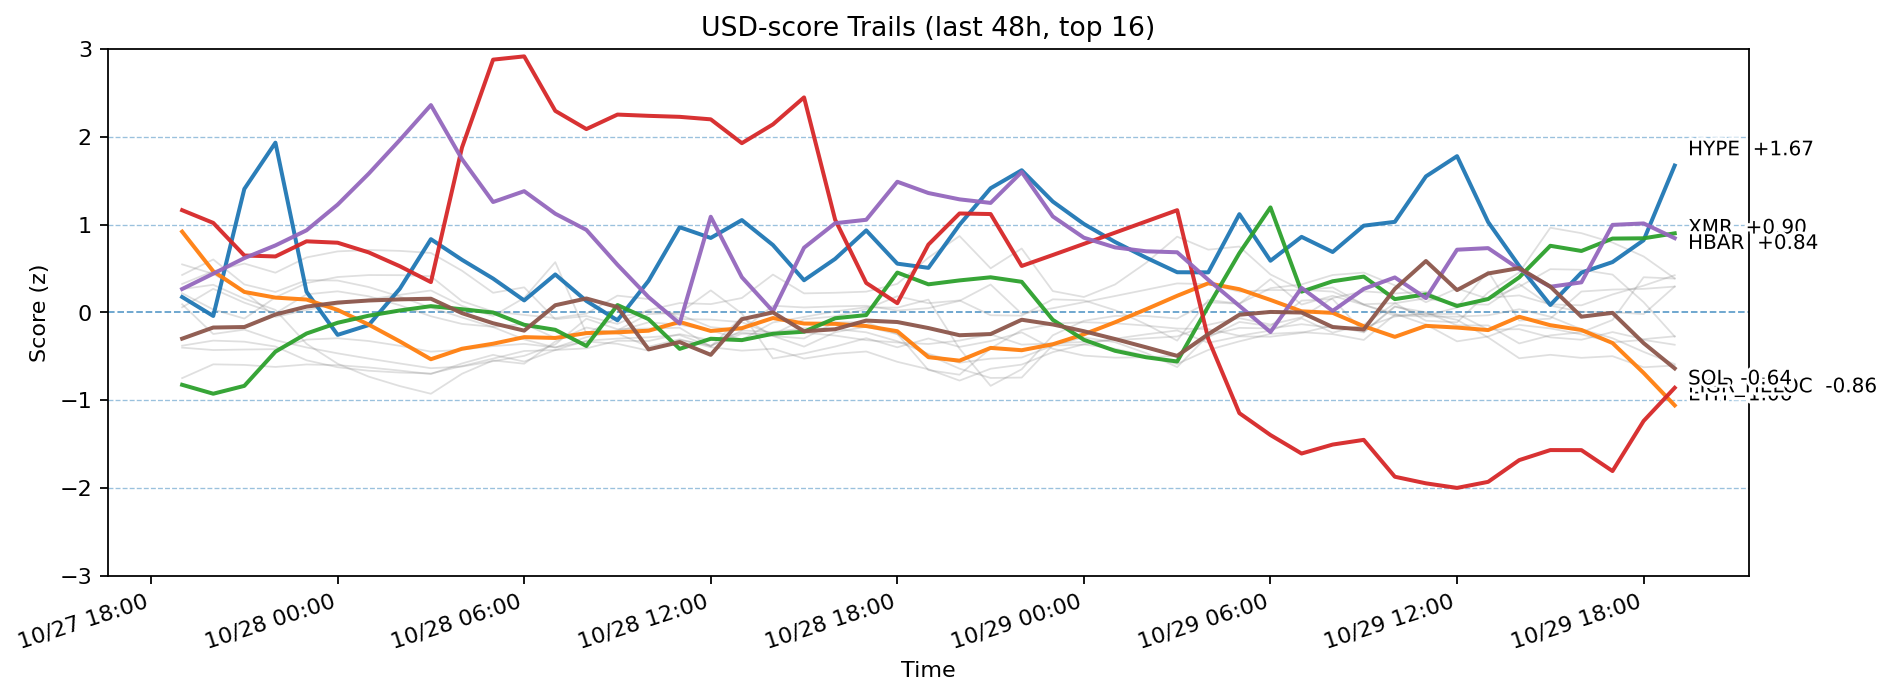 USD-score Trails (last 48h, top 16)
Score (z)
3
2
1
0
−1
−2
−3
HYPE +1.67
XMR +0.90
HBAR +0.84
SOL -0.64
-0.86
10/27 18:00
10/28 00:00
10/28 06:00
10/28 12:00
10/28 18:00
10/29 00:00
10/29 06:00
10/29 12:00
10/29 18:00
Time